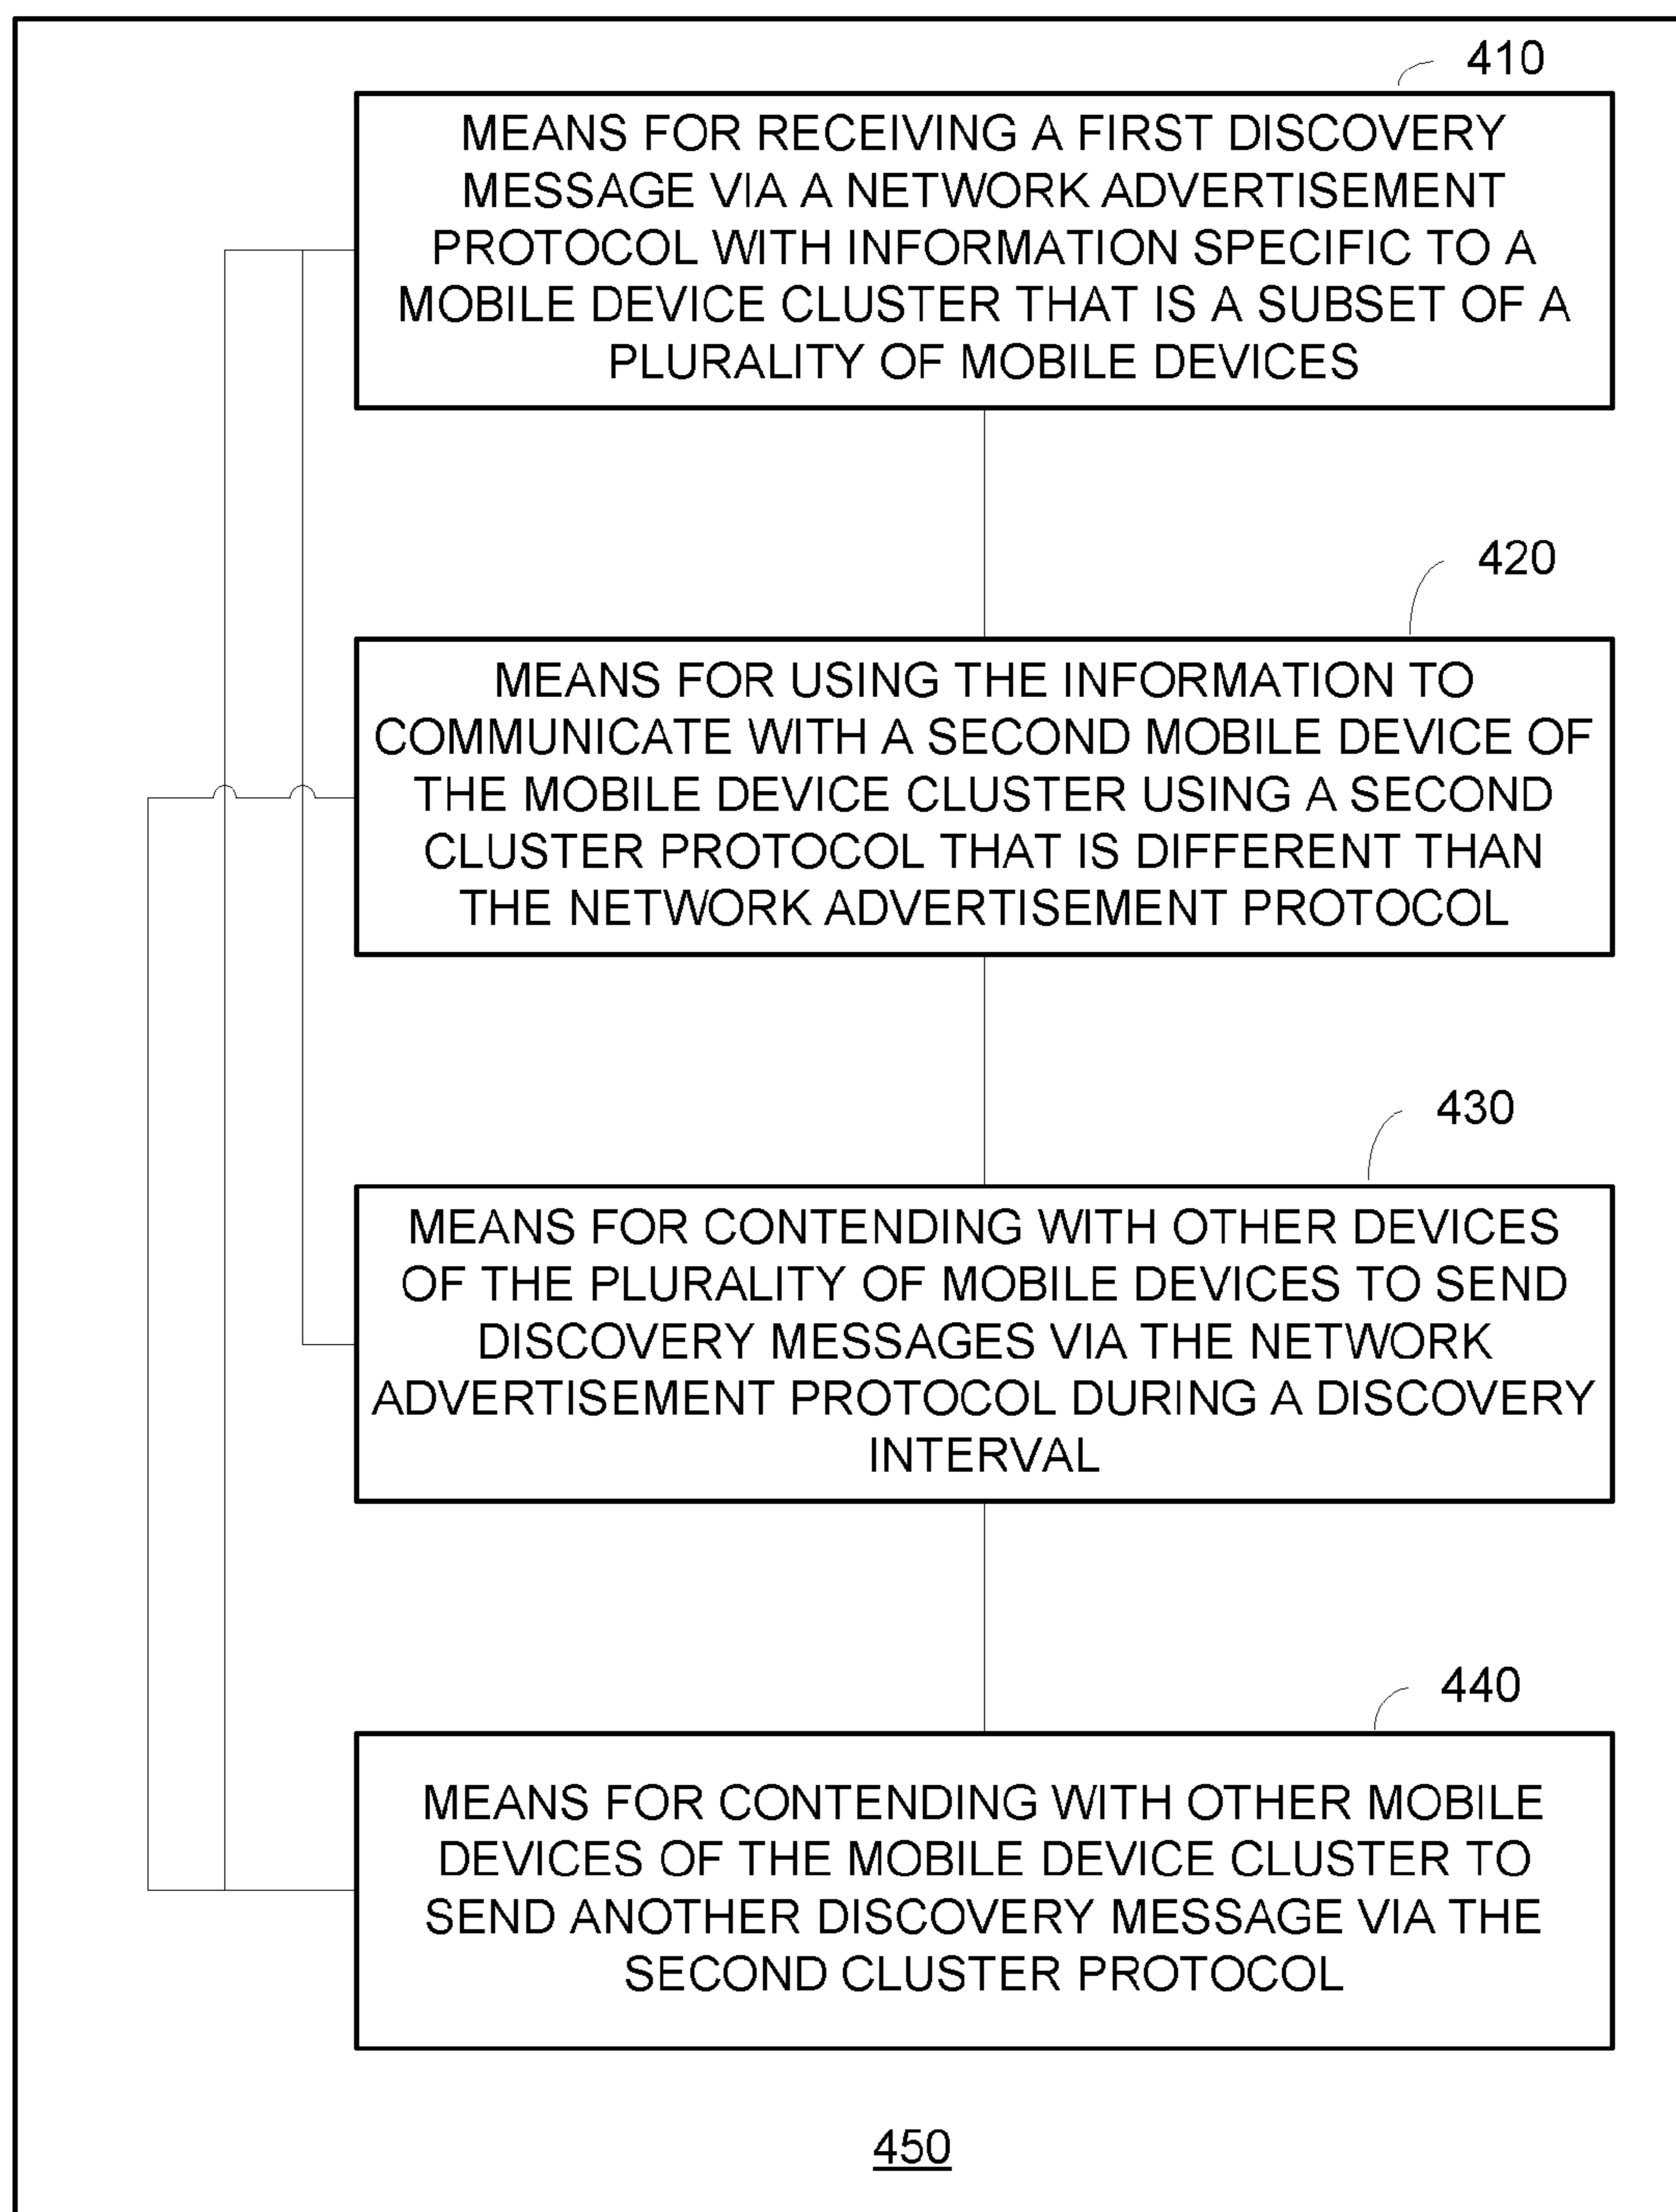 410
MEANS FOR RECEIVING A FIRST DISCOVERY
MESSAGE VIA A NETWORK ADVERTISEMENT
PROTOCOL WITH INFORMATION SPECIFIC TO A
MOBILE DEVICE CLUSTER THAT IS A SUBSET OF A
PLURALITY OF MOBILE DEVICES
420
MEANS FOR USING THE INFORMATION TO
COMMUNICATE WITH A SECOND MOBILE DEVICE OF
THE MOBILE DEVICE CLUSTER USING A SECOND
CLUSTER PROTOCOL THAT IS DIFFERENT THAN
THE NETWORK ADVERTISEMENT PROTOCOL
430
MEANS FOR CONTENDING WITH OTHER DEVICES
OF THE PLURALITY OF MOBILE DEVICES TO SEND
DISCOVERY MESSAGES VIA THE NETWORK
ADVERTISEMENT PROTOCOL DURING A DISCOVERY
INTERVAL
440
MEANS FOR CONTENDING WITH OTHER MOBILE
DEVICES OF THE MOBILE DEVICE CLUSTER TO
SEND ANOTHER DISCOVERY MESSAGE VIA THE
SECOND CLUSTER PROTOCOL
450